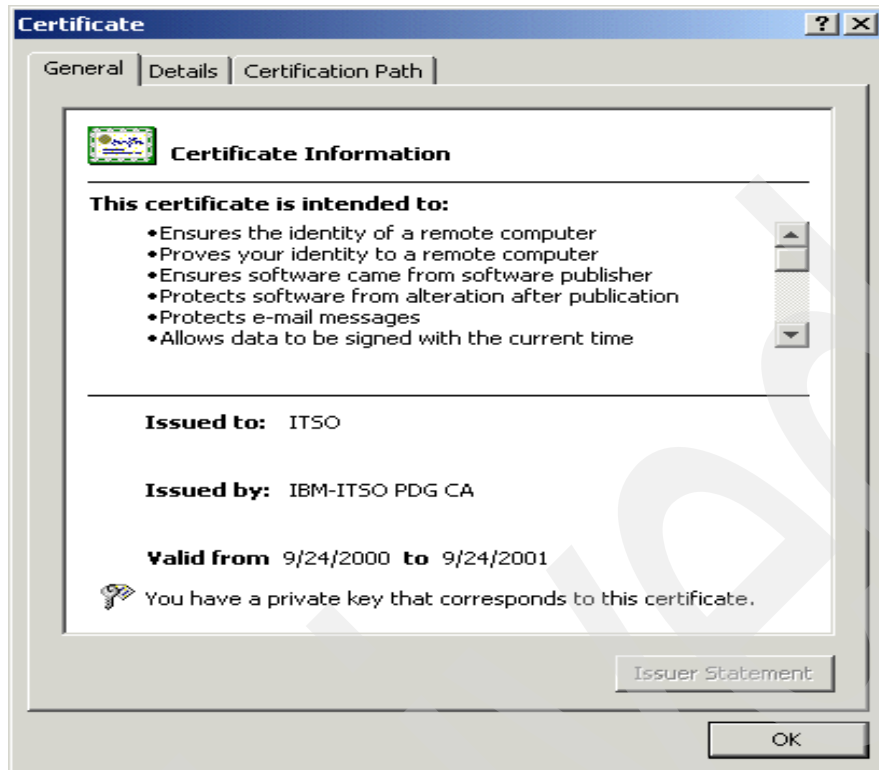 Certificate
General Details Certification Path
Certificate Information
This certificate is intended to:
•Ensures the identity of a remote computer
•Proves your identity to a remote computer
•Ensures software came from software publisher
•Protects software from alteration after publication
•Protects e-mail messages
•Allows data to be signed with the current time
Issued to: ITSO
Issued by: IBM-ITSO PDG CA
Valid from 9/24/2000 to 9/24/2001
You have a private key that corresponds to this certificate.
Issuer Statement
OK